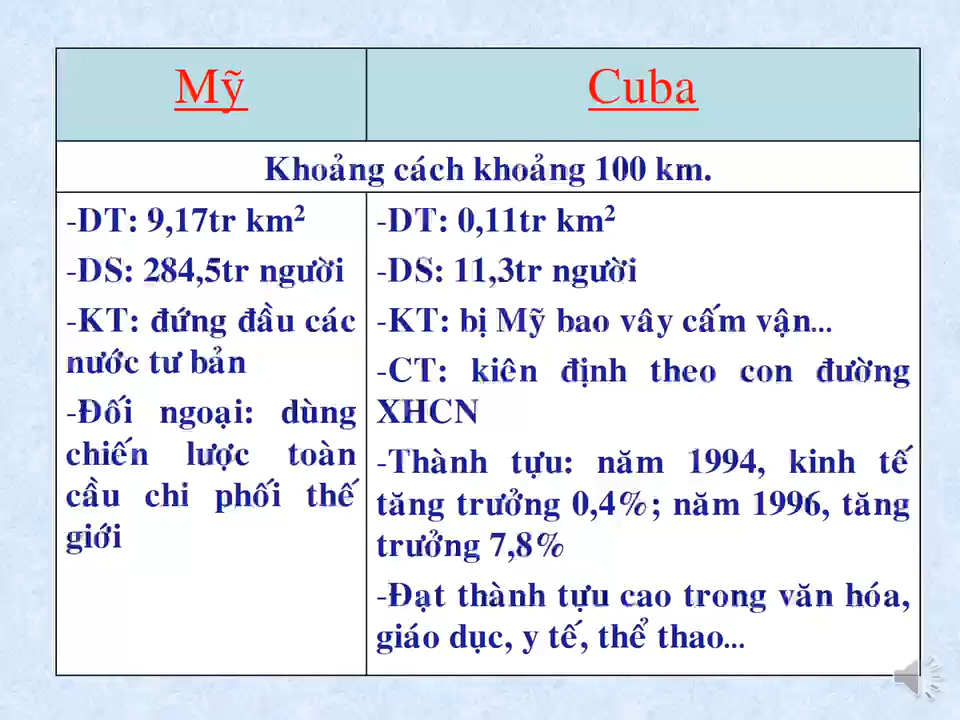 Mỹ
Cuba
Khoảng cách khoảng 100 km.
-DT: 9,17tr km²
-DS: 284,5tr người
-KT: đứng đầu các
nước tư bản
-Đối ngoại: dùng
chiến lược toàn
cầu chi phối thế
giới
-DT: 0,11tr km²
-DS: 11,3tr người
-KT: bị Mỹ bao vây cấm vận...
-CT: kiên định theo con đường
XHCN
-Thành tựu: năm 1994, kinh tế
tăng trưởng 0,4%; năm 1996, tăng
trưởng 7,8%
-Đạt thành tựu cao trong văn hóa,
giáo dục, y tế, thể thao...